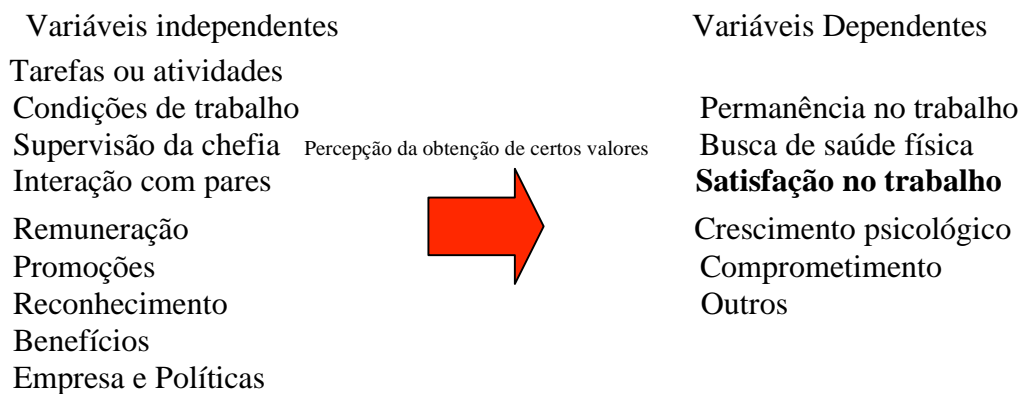 Variáveis independentes Variáveis Dependentes
Tarefas ou atividades
Condições de trabalho Permanência no trabalho
Supervisão da chefia Percepção da obtenção de certos valores Busca de saúde física
Interação com pares Satisfação no trabalho
Remuneração Crescimento psicológico
Promoções Comprometimento
Reconhecimento Outros
Benefícios
Empresa e Políticas